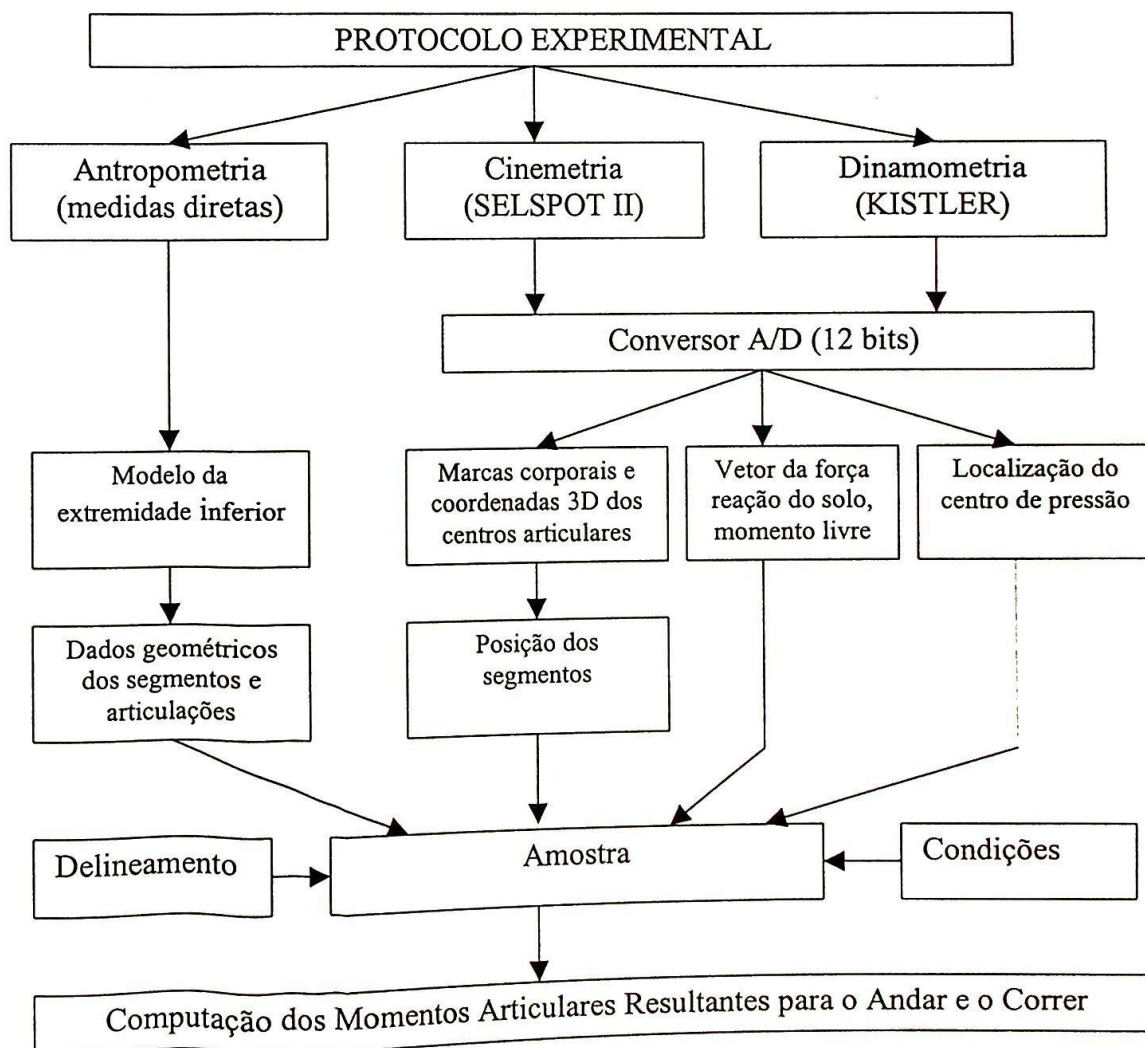 PROTOCOLO EXPERIMENTAL
Antropometria
(medidas diretas)
Cinemetria
(SELSPOT II)
Dinamometria
(KISTLER)
Conversor A/D (12 bits)
Modelo da
extremidade inferior
Marcas corporais e
coordenadas 3D dos
centros articulares
Vetor da força
reação do solo,
momento livre
Localização do
centro de pressão
Dados geométricos
dos segmentos e
articulações
Posição dos
segmentos
Delineamento
Amostra
Condições
Computação dos Momentos Articulares Resultantes para o Andar e o Correr